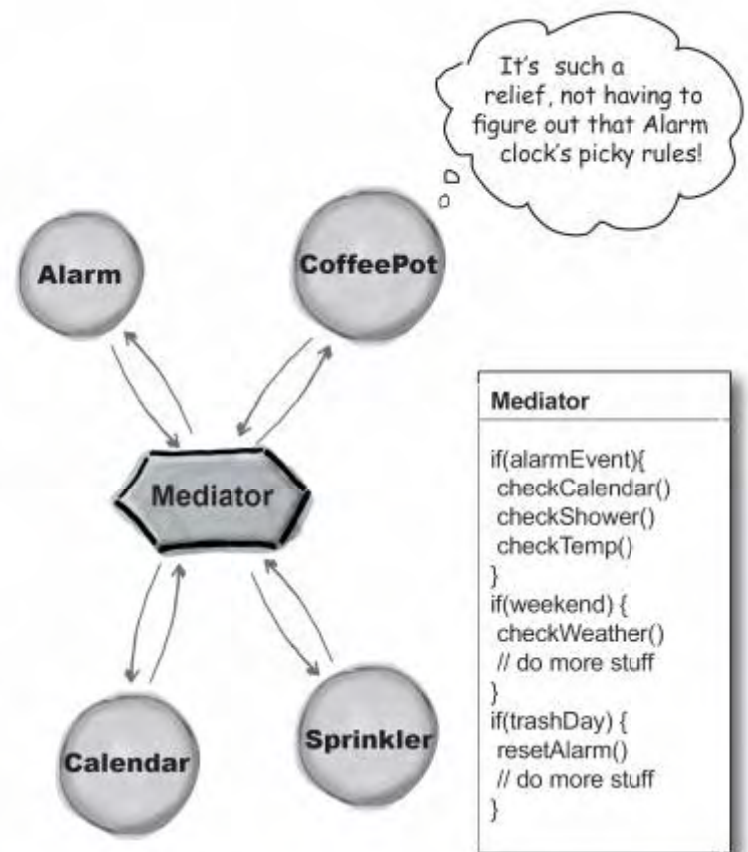 It's such a
relief, not having to
figure out that Alarm
clock's picky rules!
Alarm
CoffeePot
Mediator
Calendar
Sprinkler
Mediator
if(alarmEvent){
checkCalendar()
checkShower()
checkTemp()
}
if(weekend) {
checkWeather()
// do more stuff
}
if(trashDay) {
resetAlarm()
// do more stuff
}